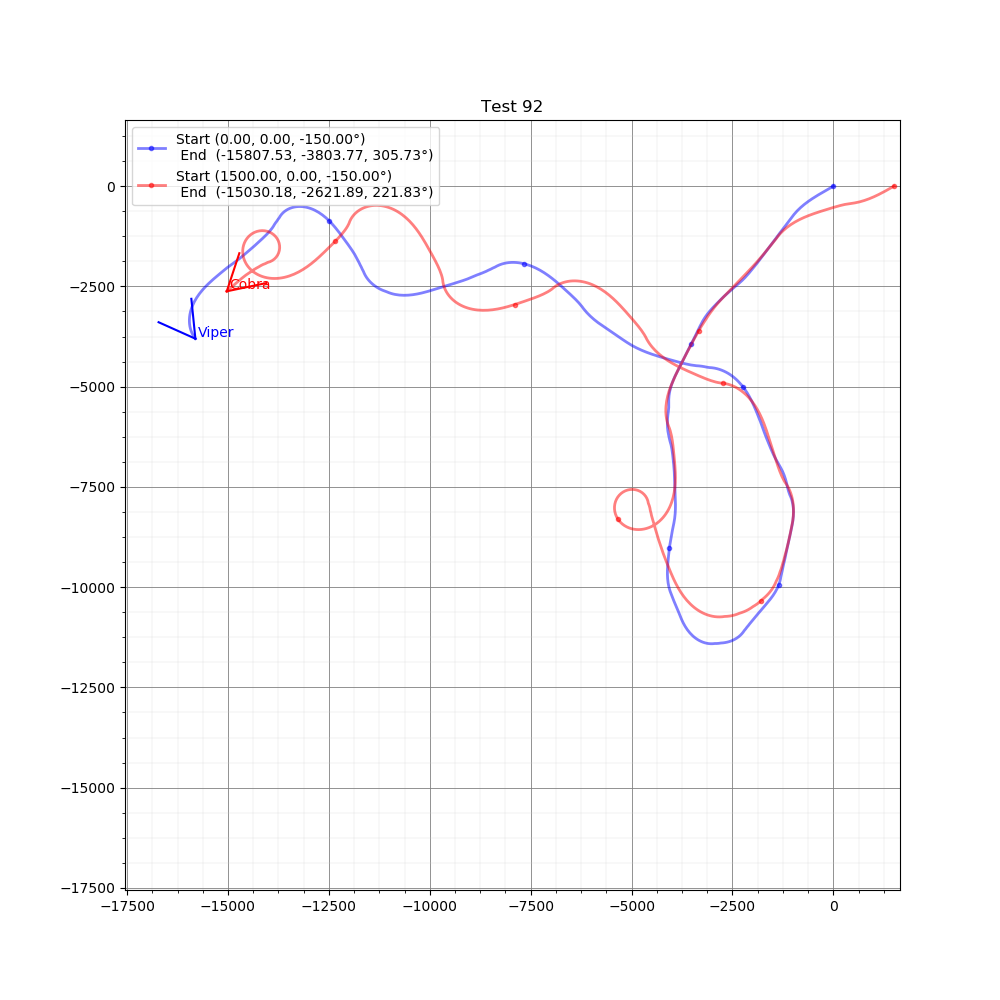 Test 92
Start (0.00, 0.00, -150.00°)
End  (-15807.53, -3803.77, 305.73°)
Start (1500.00, 0.00, -150.00°)
End  (-15030.18, -2621.89, 221.83°)
0
−2500
−5000
−7500
−10000
−12500
−15000
−17500
Cobra
Viper
−17500 −15000 −12500 −10000 −7500 −5000 −2500 0